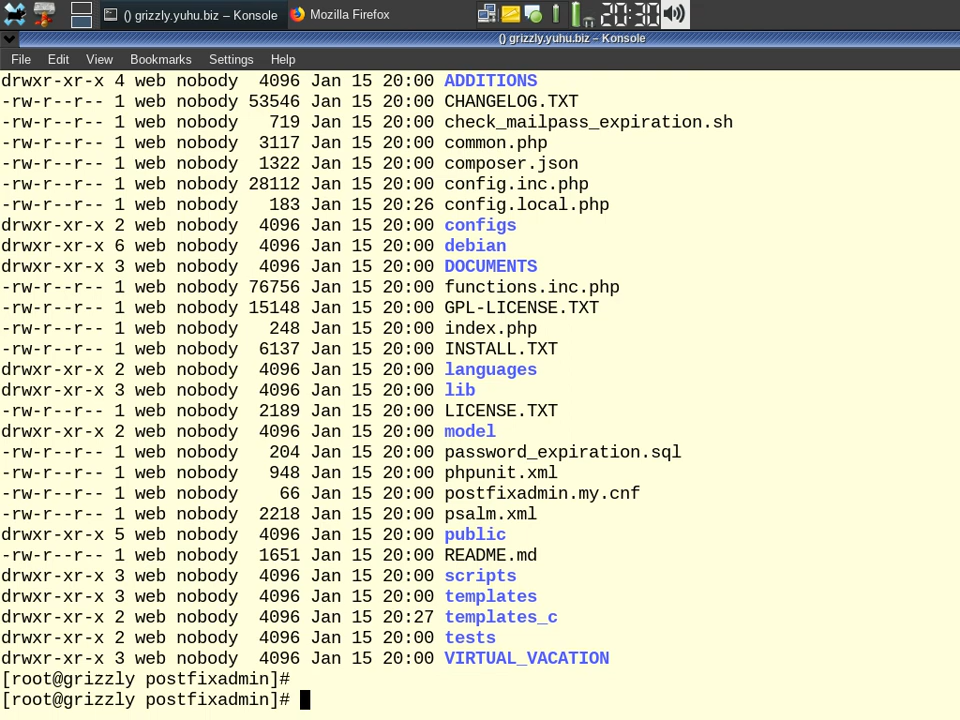 () grizzly.yuhu.biz – Konsole Mozilla Firefox 20:30
() grizzly.yuhu.biz – Konsole
File Edit View Bookmarks Settings Help
drwxr-xr-x 4 web nobody  4096 Jan 15 20:00 ADDITIONS
-rw-r--r-- 1 web nobody 53546 Jan 15 20:00 CHANGELOG.TXT
-rw-r--r-- 1 web nobody   719 Jan 15 20:00 check_mailpass_expiration.sh
-rw-r--r-- 1 web nobody  3117 Jan 15 20:00 common.php
-rw-r--r-- 1 web nobody  1322 Jan 15 20:00 composer.json
-rw-r--r-- 1 web nobody 28112 Jan 15 20:00 config.inc.php
-rw-r--r-- 1 web nobody   183 Jan 15 20:26 config.local.php
drwxr-xr-x 2 web nobody  4096 Jan 15 20:00 configs
drwxr-xr-x 6 web nobody  4096 Jan 15 20:00 debian
drwxr-xr-x 3 web nobody  4096 Jan 15 20:00 DOCUMENTS
-rw-r--r-- 1 web nobody 76756 Jan 15 20:00 functions.inc.php
-rw-r--r-- 1 web nobody 15148 Jan 15 20:00 GPL-LICENSE.TXT
-rw-r--r-- 1 web nobody   248 Jan 15 20:00 index.php
-rw-r--r-- 1 web nobody  6137 Jan 15 20:00 INSTALL.TXT
drwxr-xr-x 2 web nobody  4096 Jan 15 20:00 languages
drwxr-xr-x 3 web nobody  4096 Jan 15 20:00 lib
-rw-r--r-- 1 web nobody  2189 Jan 15 20:00 LICENSE.TXT
drwxr-xr-x 2 web nobody  4096 Jan 15 20:00 model
-rw-r--r-- 1 web nobody   204 Jan 15 20:00 password_expiration.sql
-rw-r--r-- 1 web nobody   948 Jan 15 20:00 phpunit.xml
-rw-r--r-- 1 web nobody    66 Jan 15 20:00 postfixadmin.my.cnf
-rw-r--r-- 1 web nobody  2218 Jan 15 20:00 psalm.xml
drwxr-xr-x 5 web nobody  4096 Jan 15 20:00 public
-rw-r--r-- 1 web nobody  1651 Jan 15 20:00 README.md
drwxr-xr-x 3 web nobody  4096 Jan 15 20:00 scripts
drwxr-xr-x 3 web nobody  4096 Jan 15 20:00 templates
drwxr-xr-x 2 web nobody  4096 Jan 15 20:27 templates_c
drwxr-xr-x 2 web nobody  4096 Jan 15 20:00 tests
drwxr-xr-x 3 web nobody  4096 Jan 15 20:00 VIRTUAL_VACATION
[root@grizzly postfixadmin]#
[root@grizzly postfixadmin]#